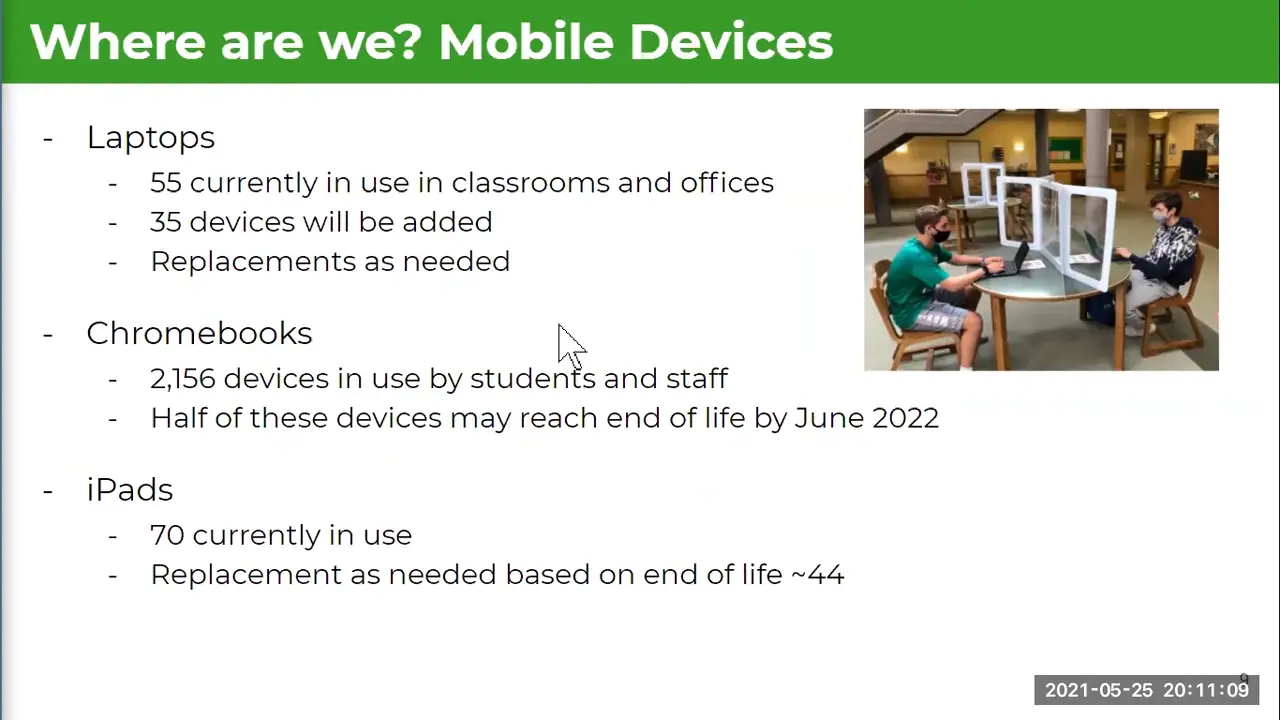 Where are we? Mobile Devices
- Laptops
- 55 currently in use in classrooms and offices
- 35 devices will be added
- Replacements as needed
- Chromebooks
- 2,156 devices in use by students and staff
- Half of these devices may reach end of life by June 2022
- iPads
- 70 currently in use
- Replacement as needed based on end of life ~44
9
2021-05-25 20:11:09